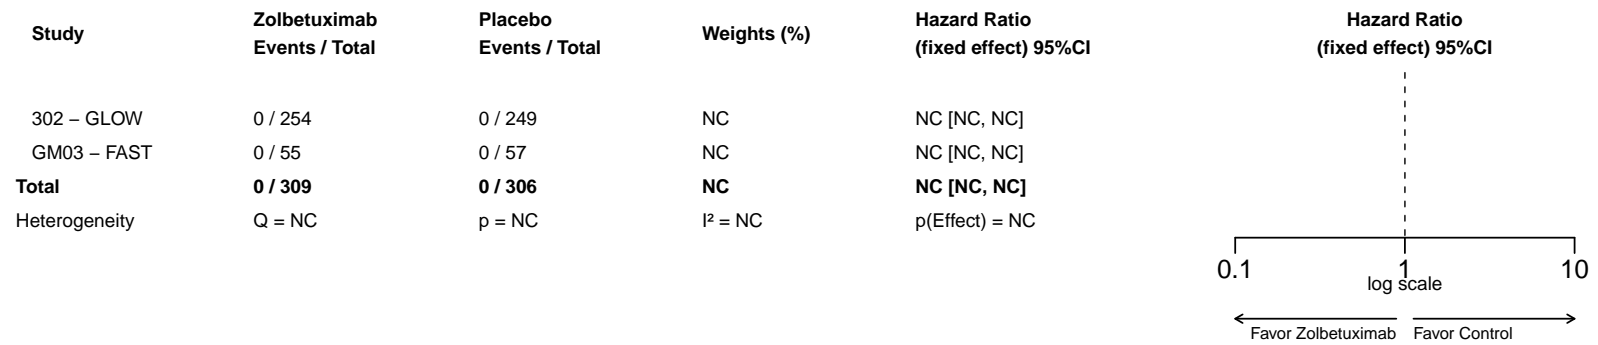 Study
Zolbetuximab
Events / Total
Placebo
Events / Total
Weights (%)
Hazard Ratio
(fixed effect) 95%CI
Hazard Ratio
(fixed effect) 95%CI
302 − GLOW 0 / 254 0 / 249 NC NC [NC, NC]
GM03 − FAST 0 / 55 0 / 57 NC NC [NC, NC]
Total 0 / 309 0 / 306 NC NC [NC, NC]
Heterogeneity Q = NC p = NC I² = NC p(Effect) = NC
0.1 1 10
log scale
Favor Zolbetuximab Favor Control